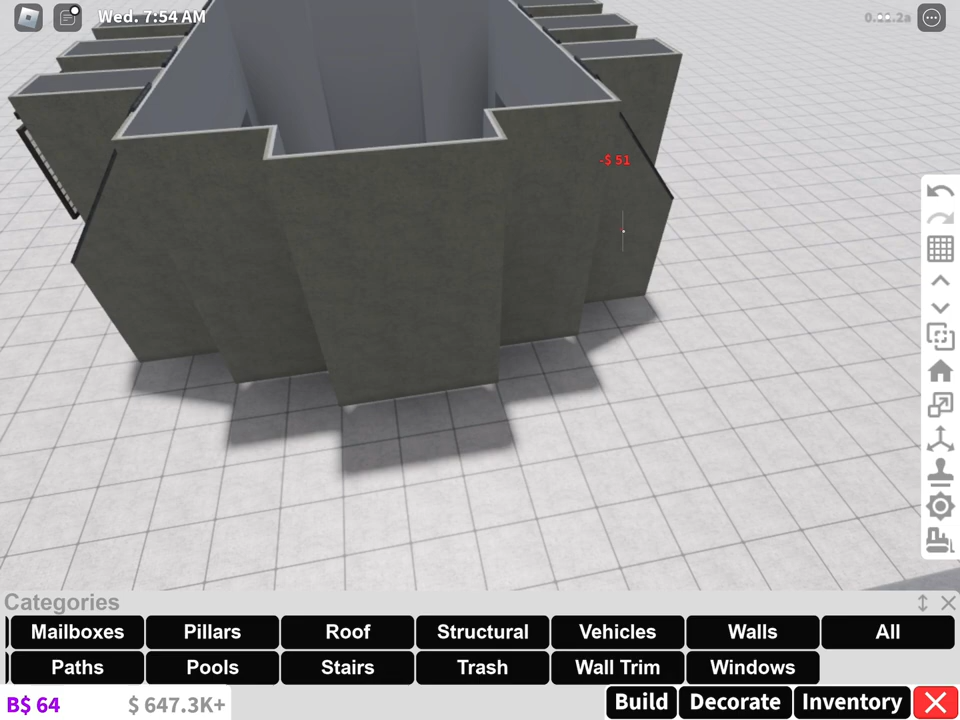 Wed. 7:54 AM
-$ 51
Categories
Mailboxes Pillars Roof Structural Vehicles Walls All
Paths Pools Stairs Trash Wall Trim Windows
B$ 64 $ 647.3K+ Build Decorate Inventory